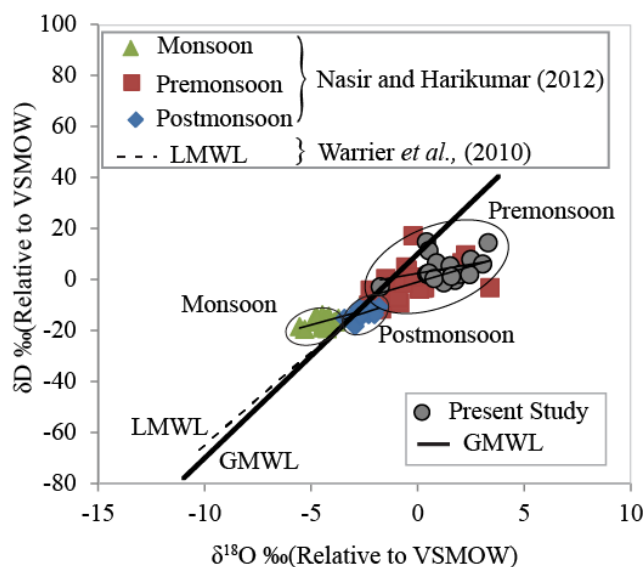 100
80
60
40
20
0
-20
-40
-60
-80
δD ‰(Relative to VSMOW)
Monsoon
Premonsoon
Postmonsoon
} Nasir and Harikumar (2012)
LMWL } Warrier et al., (2010)
Premonsoon
Monsoon
Postmonsoon
LMWL
GMWL
Present Study
GMWL
-15 -10 -5 0 5 10
δ¹⁸O ‰(Relative to VSMOW)